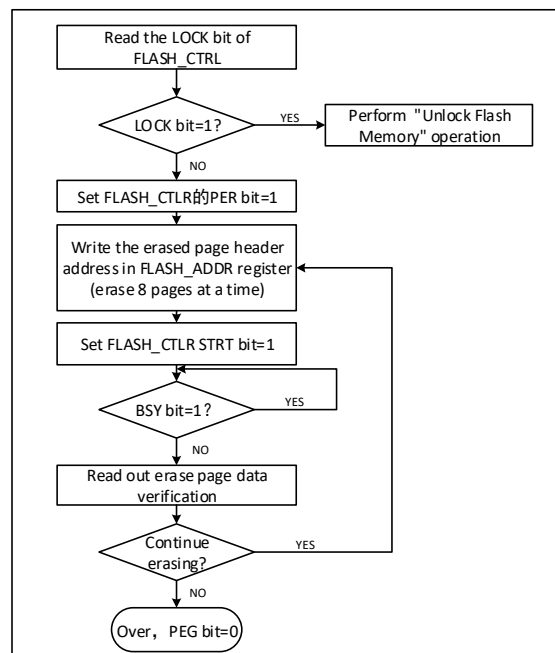 Read the LOCK bit of
FLASH_CTRL
LOCK bit=1?
YES
Perform "Unlock Flash
Memory" operation
NO
Set FLASH_CTLR的PER bit=1
Write the erased page header
address in FLASH_ADDR register
(erase 8 pages at a time)
Set FLASH_CTLR STRT bit=1
BSY bit=1?
YES
NO
Read out erase page data
verification
Continue
erasing?
YES
NO
Over，PEG bit=0